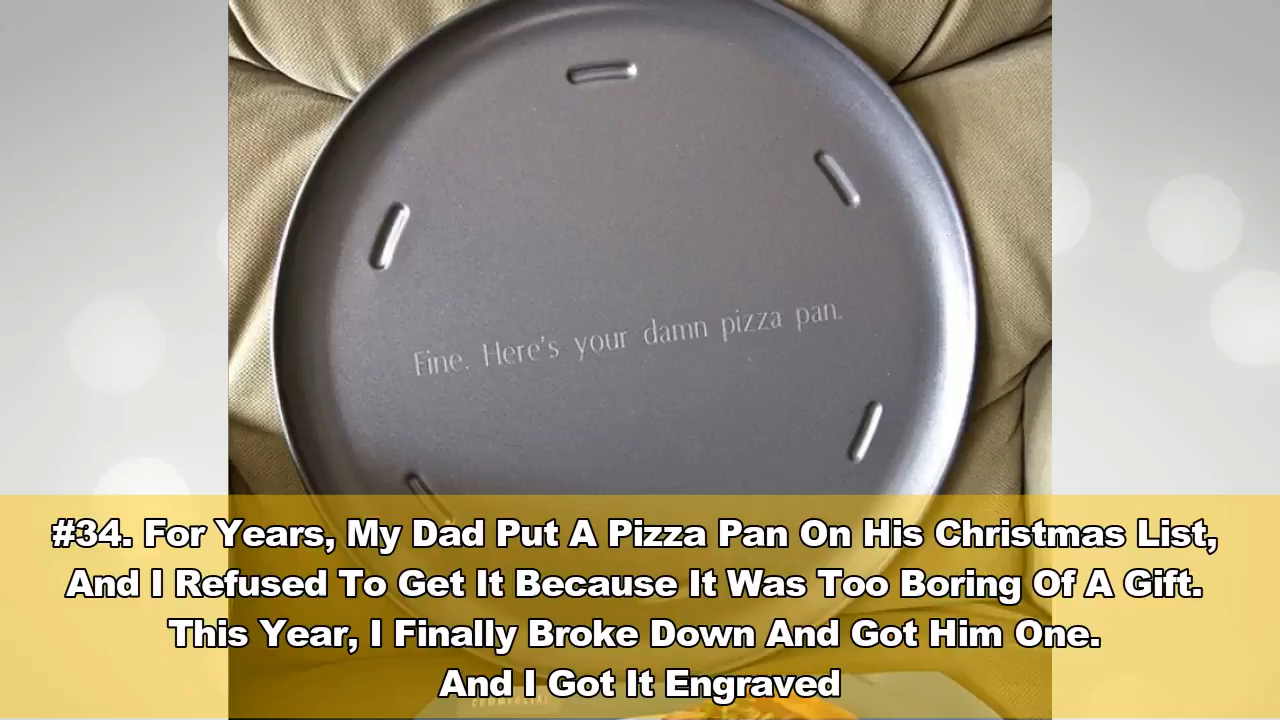 Fine. Here's your damn pizza pan.
#34. For Years, My Dad Put A Pizza Pan On His Christmas List,
And I Refused To Get It Because It Was Too Boring Of A Gift.
This Year, I Finally Broke Down And Got Him One.
And I Got It Engraved